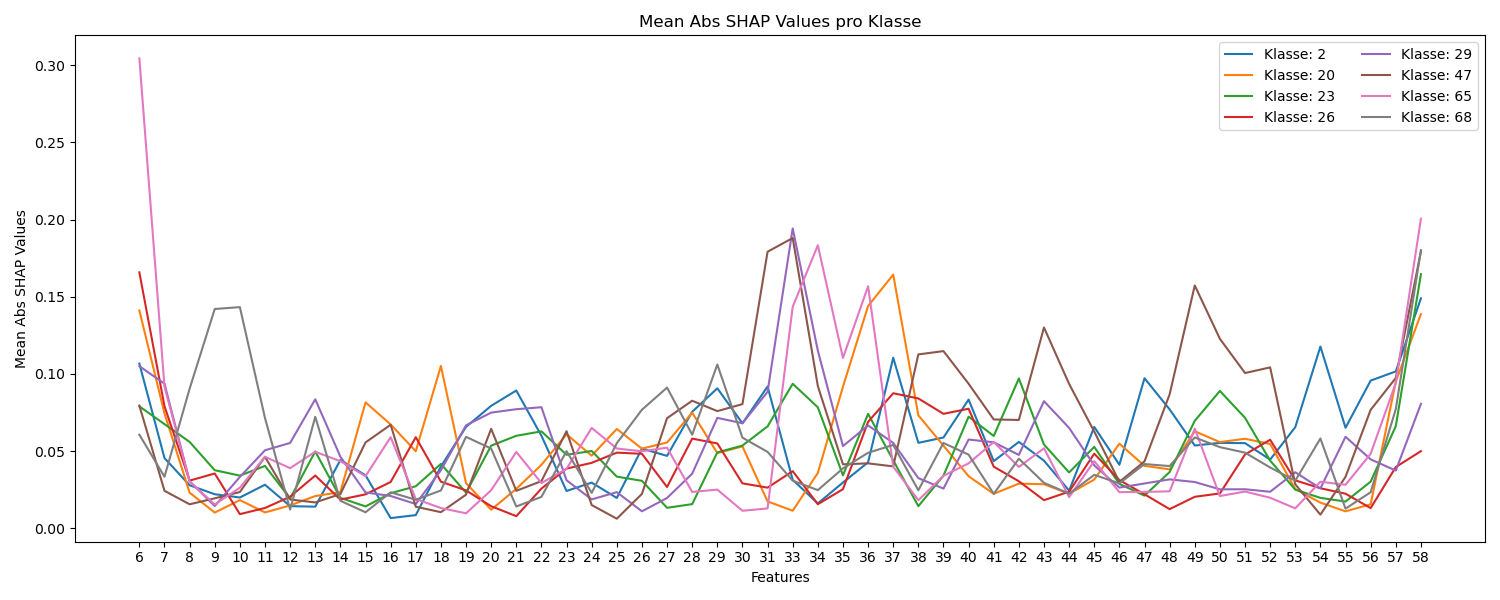 Mean Abs SHAP Values pro Klasse
Mean Abs SHAP Values
0.30
0.25
0.20
0.15
0.10
0.05
0.00
Klasse: 2
Klasse: 20
Klasse: 23
Klasse: 26
Klasse: 29
Klasse: 47
Klasse: 65
Klasse: 68
6 7 8 9 10 11 12 13 14 15 16 17 18 19 20 21 22 23 24 25 26 27 28 29 30 31 33 34 35 36 37 38 39 40 41 42 43 44 45 46 47 48 49 50 51 52 53 54 55 56 57 58
Features